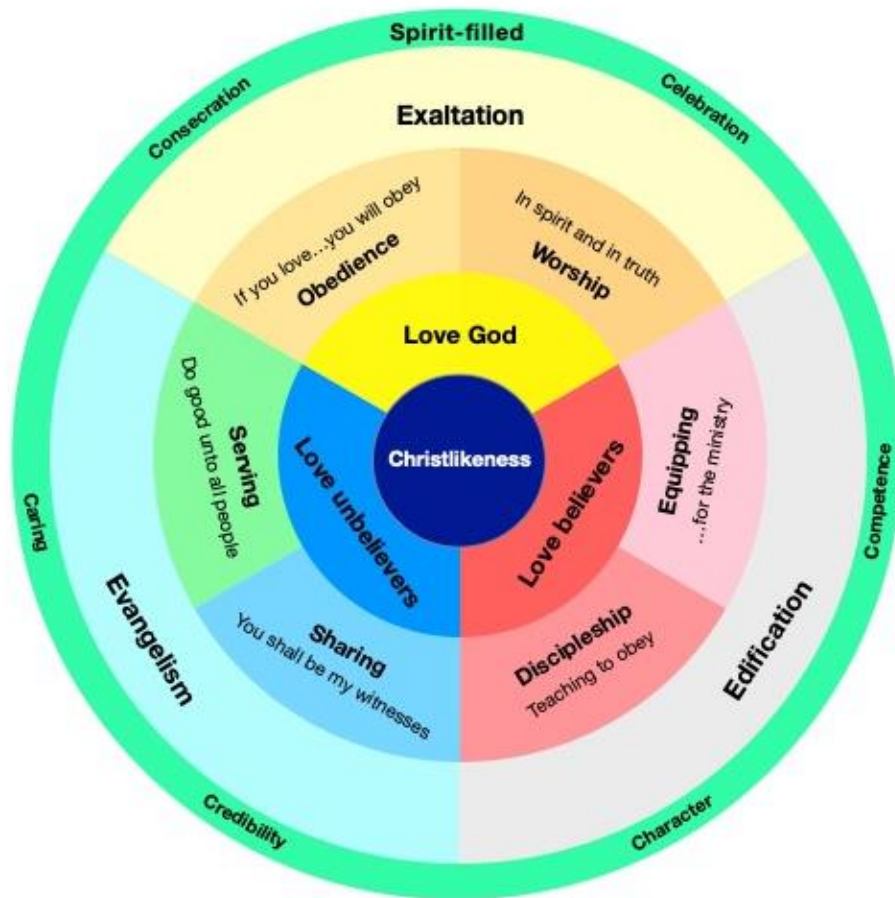 Spirit-filled
Consecration
Celebration
Exaltation
If you love...you will obey
Obedience
In spirit and in truth
Worship
Love God
Do good unto all people
Serving
Love unbelievers
Christlikeness
Love believers
Equipping
...for the ministry
Caring
Competence
Evangelism
Sharing
You shall be my witnesses
Discipleship
Teaching to obey
Edification
Credibility
Character